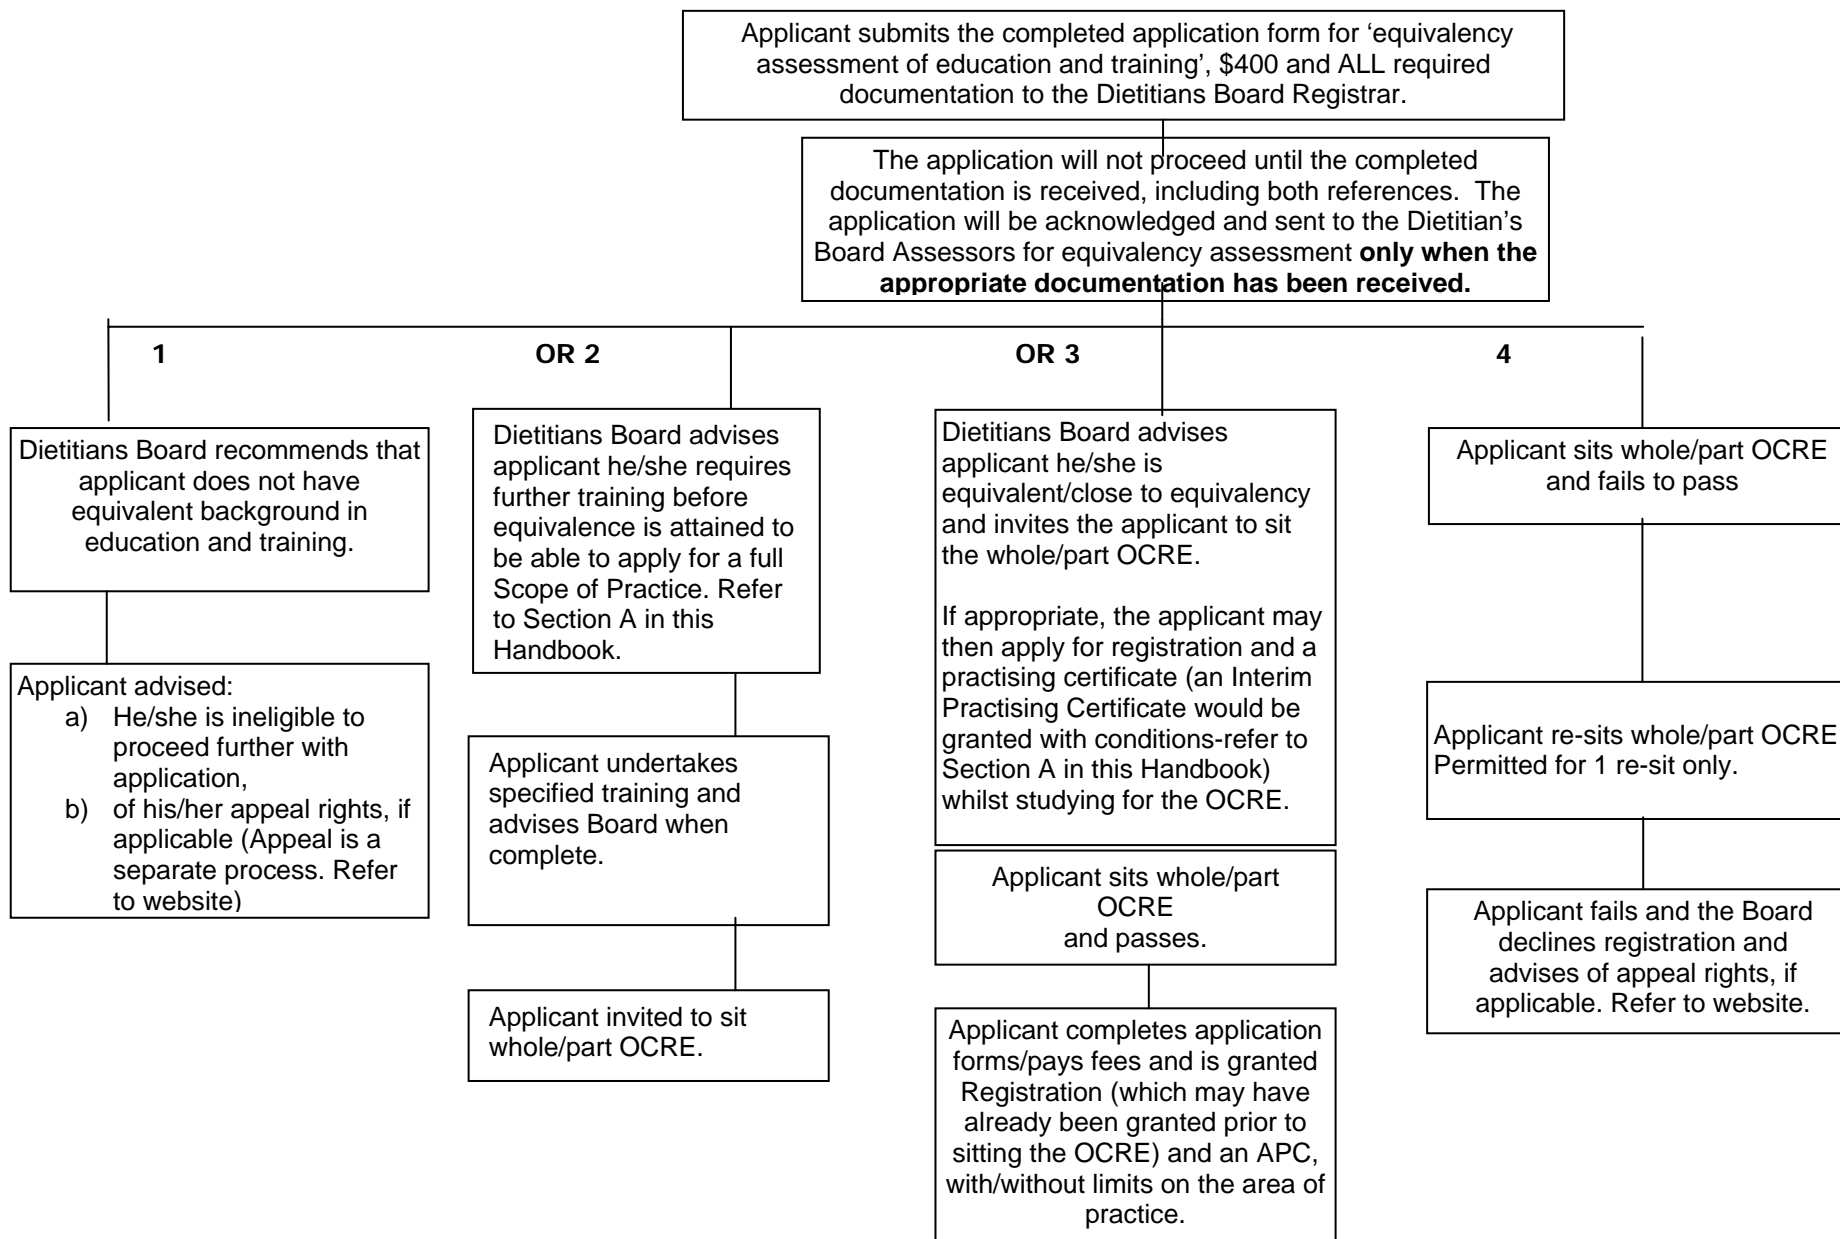 Applicant submits the completed application form for ‘equivalency
assessment of education and training’, $400 and ALL required
documentation to the Dietitians Board Registrar.
The application will not proceed until the completed
documentation is received, including both references.  The
application will be acknowledged and sent to the Dietitian’s
Board Assessors for equivalency assessment only when the
appropriate documentation has been received.
1
OR 2
OR 3
4
Dietitians Board recommends that
applicant does not have
equivalent background in
education and training.
Applicant advised:
a) He/she is ineligible to
proceed further with
application,
b) of his/her appeal rights, if
applicable (Appeal is a
separate process. Refer
to website)
Dietitians Board advises
applicant he/she requires
further training before
equivalence is attained to
be able to apply for a full
Scope of Practice. Refer
to Section A in this
Handbook.
Applicant undertakes
specified training and
advises Board when
complete.
Applicant invited to sit
whole/part OCRE.
Dietitians Board advises
applicant he/she is
equivalent/close to equivalency
and invites the applicant to sit
the whole/part OCRE.
If appropriate, the applicant may
then apply for registration and a
practising certificate (an Interim
Practising Certificate would be
granted with conditions-refer to
Section A in this Handbook)
whilst studying for the OCRE.
Applicant sits whole/part
OCRE
and passes.
Applicant completes application
forms/pays fees and is granted
Registration (which may have
already been granted prior to
sitting the OCRE) and an APC,
with/without limits on the area of
practice.
Applicant sits whole/part OCRE
and fails to pass
Applicant re-sits whole/part OCRE
Permitted for 1 re-sit only.
Applicant fails and the Board
declines registration and
advises of appeal rights, if
applicable. Refer to website.